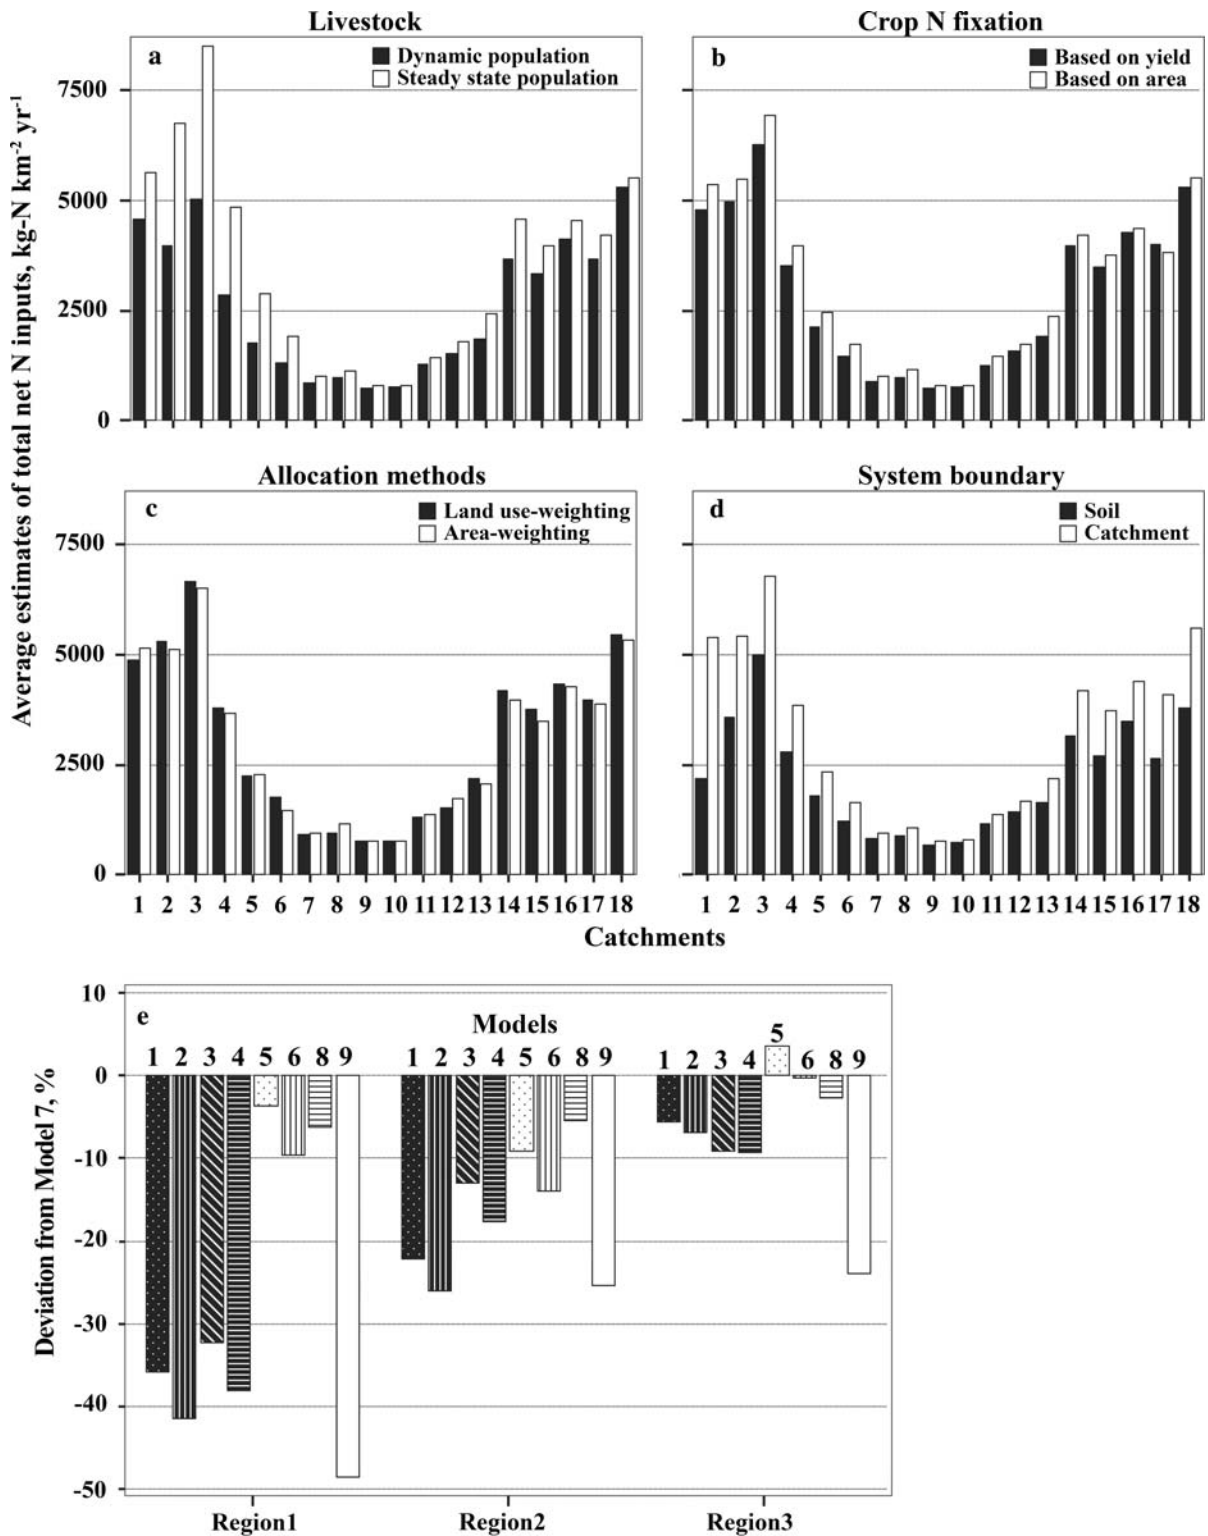 Livestock
Crop N fixation
a
Dynamic population
Steady state population
b
Based on yield
Based on area
7500
5000
2500
0
Average estimates of total net N inputs, kg-N km⁻² yr⁻¹
Allocation methods
System boundary
c
Land use-weighting
Area-weighting
d
Soil
Catchment
7500
5000
2500
0
1 2 3 4 5 6 7 8 9 10 11 12 13 14 15 16 17 18
1 2 3 4 5 6 7 8 9 10 11 12 13 14 15 16 17 18
Catchments
e
Models
1 2 3 4 5 6 8 9
1 2 3 4 5 6 8 9
1 2 3 4 5 6 8 9
10
0
-10
-20
-30
-40
-50
Deviation from Model 7, %
Region1
Region2
Region3